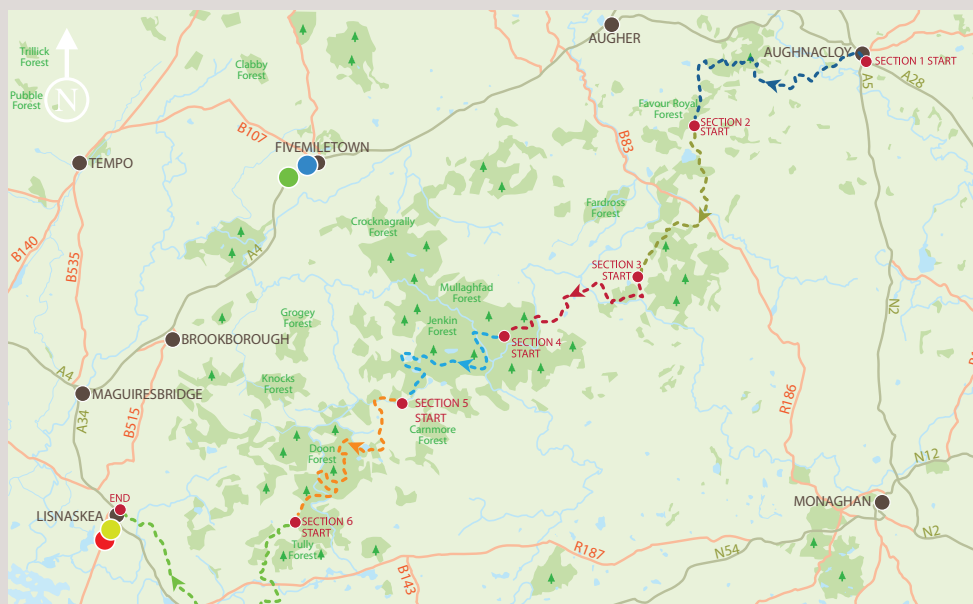 AUGHER
AUGHNACLOY
SECTION 1 START
A5
A28
Trillick
Forest
Clabby
Forest
Pubble
Forest
N
B107
FIVEMILETOWN
TEMPO
Favour Royal
Forest
SECTION 2
START
B83
Fardross
Forest
Crocknagrally
Forest
B140
B535
A4
SECTION 3
START
Mullaghfad
Forest
N2
Grogey
Forest
Jenkin
Forest
SECTION 4
START
BROOKBOROUGH
A4
MAGUIRESBRIDGE
Knocks
Forest
R186
A34
B515
SECTION 5
START
Carnmore
Forest
Doon
Forest
N12
MONAGHAN
END
LISNASKEA
SECTION 6
START
Tully
Forest
R187
N54
N2
B143